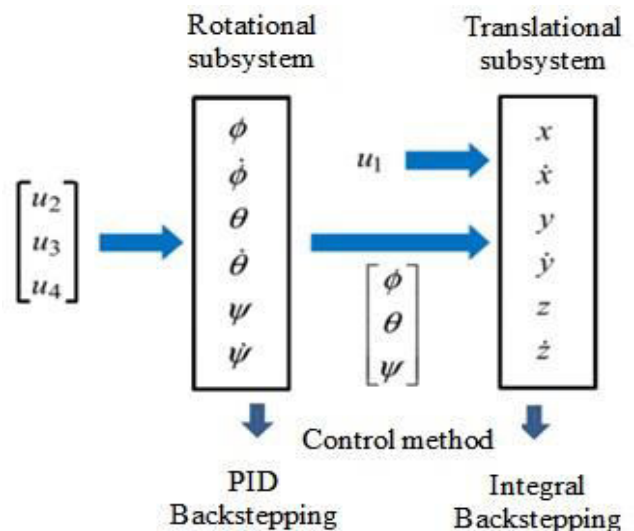 Rotational
subsystem
Translational
subsystem
[u₂
u₃
u₄]
ϕ
ϕ̇
θ
θ̇
ψ
ψ̇
u₁
[ϕ
θ
ψ]
x
ẋ
y
ẏ
z
ż
Control method
PID
Backstepping
Integral
Backstepping